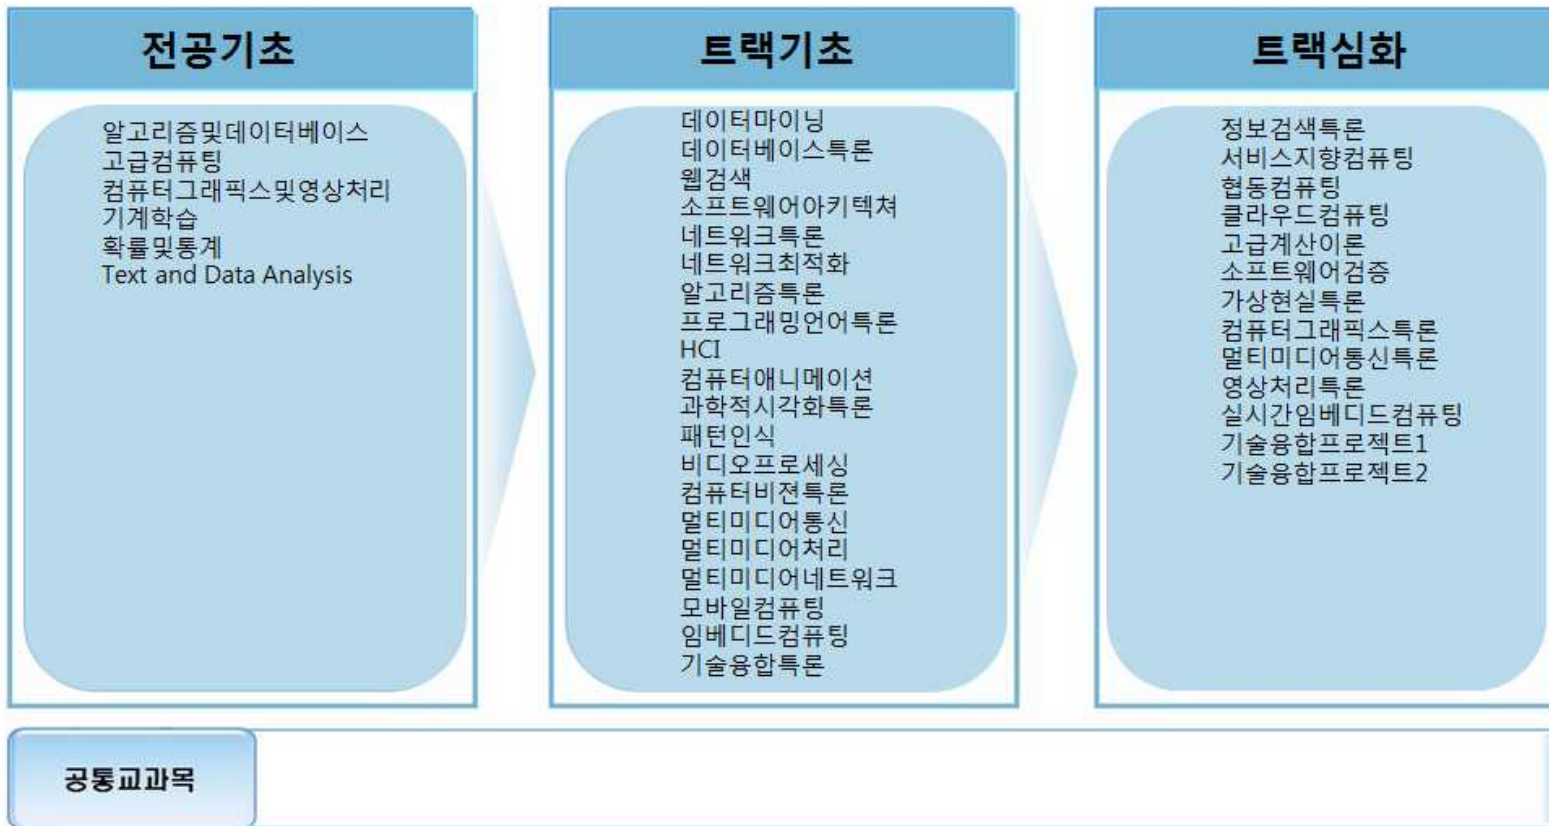 전공기초
알고리즘및데이터베이스
고급컴퓨팅
컴퓨터그래픽스및영상처리
기계학습
확률및통계
Text and Data Analysis
트랙기초
데이터마이닝
데이터베이스특론
웹검색
소프트웨어아키텍쳐
네트워크특론
네트워크최적화
알고리즘특론
프로그래밍언어특론
HCI
컴퓨터애니메이션
과학적시각화특론
패턴인식
비디오프로세싱
컴퓨터비젼특론
멀티미디어통신
멀티미디어처리
멀티미디어네트워크
모바일컴퓨팅
임베디드컴퓨팅
기술융합특론
트랙심화
정보검색특론
서비스지향컴퓨팅
협동컴퓨팅
클라우드컴퓨팅
고급계산이론
소프트웨어검증
가상현실특론
컴퓨터그래픽스특론
멀티미디어통신특론
영상처리특론
실시간임베디드컴퓨팅
기술융합프로젝트1
기술융합프로젝트2
공통교과목